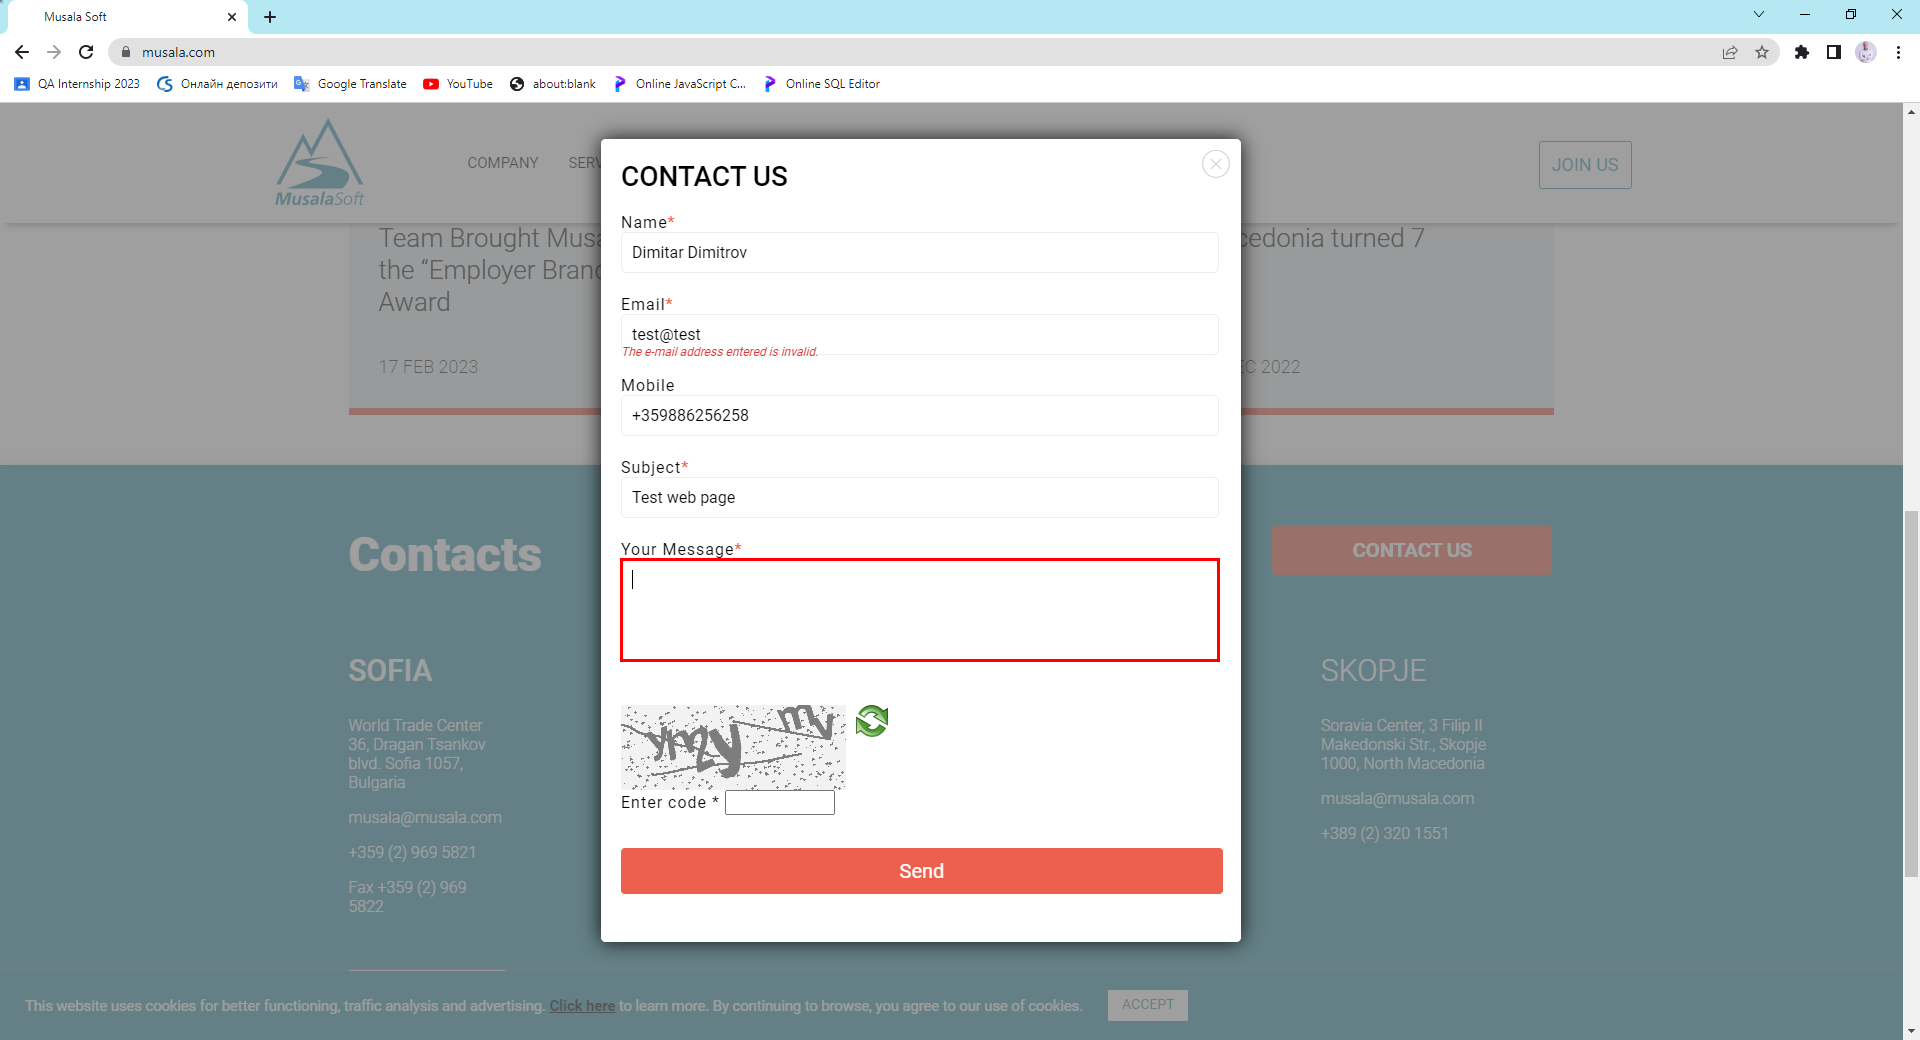 Musala Soft
musala.com
QA Internship 2023
Онлайн депозити
Google Translate
YouTube
about:blank
Online JavaScript C...
Online SQL Editor
MusalaSoft
COMPANY
SERV
JOIN US
Team Brought Musa
the “Employer Brand
Award
17 FEB 2023
cedonia turned 7
EC 2022
CONTACT US
Name*
Dimitar Dimitrov
Email*
test@test
The e-mail address entered is invalid.
Mobile
+359886256258
Subject*
Test web page
Your Message*
Enter code *
Send
Contacts
CONTACT US
SOFIA
World Trade Center
36, Dragan Tsankov
blvd. Sofia 1057,
Bulgaria
musala@musala.com
+359 (2) 969 5821
Fax +359 (2) 969
5822
SKOPJE
Soravia Center, 3 Filip II
Makedonski Str., Skopje
1000, North Macedonia
musala@musala.com
+389 (2) 320 1551
This website uses cookies for better functioning, traffic analysis and advertising. Click here to learn more. By continuing to browse, you agree to our use of cookies.
ACCEPT